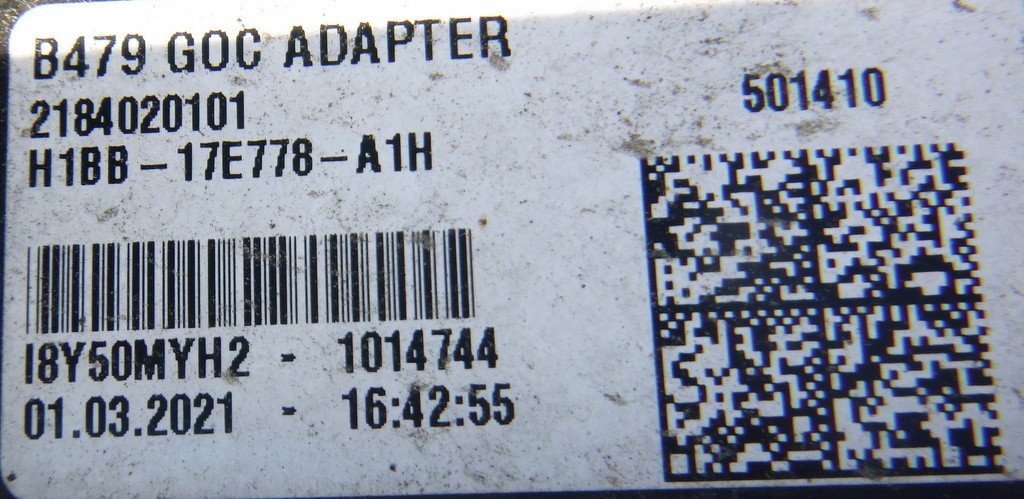 B479 GOC ADAPTER
2184020101
H1BB-17E778-A1H
501410
I8Y50MYH2 - 1014744
01.03.2021 - 16:42:55